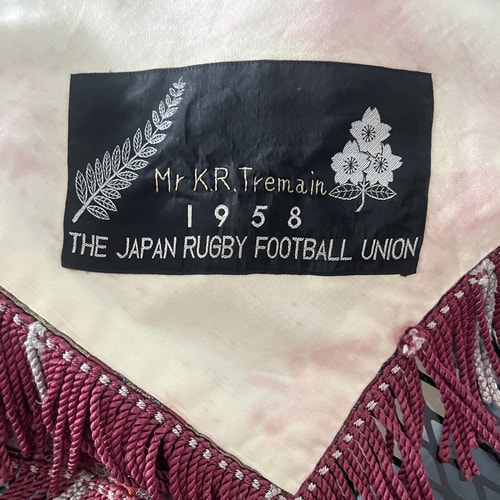 Mr K.R.Tremain
1958
THE JAPAN RUGBY FOOTBALL UNION